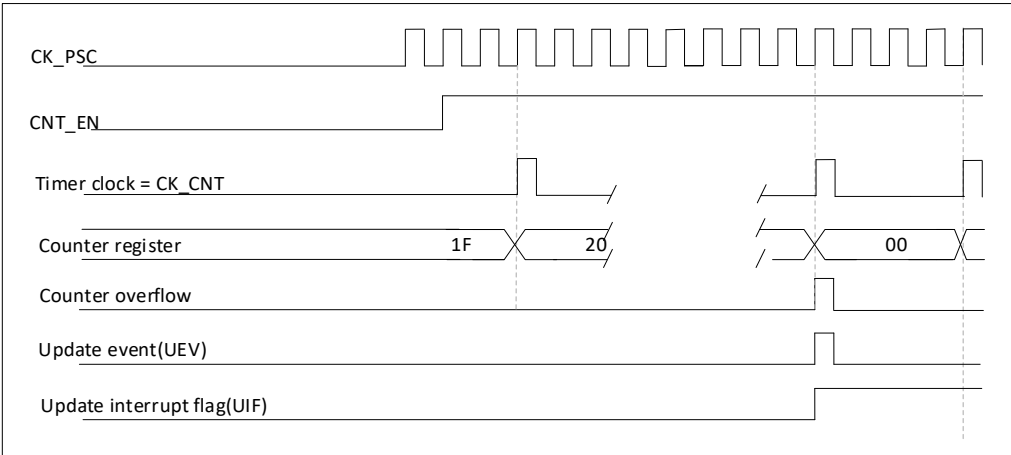 CK_PSC
CNT_EN
Timer clock = CK_CNT
Counter register 1F 20 00
Counter overflow
Update event(UEV)
Update interrupt flag(UIF)